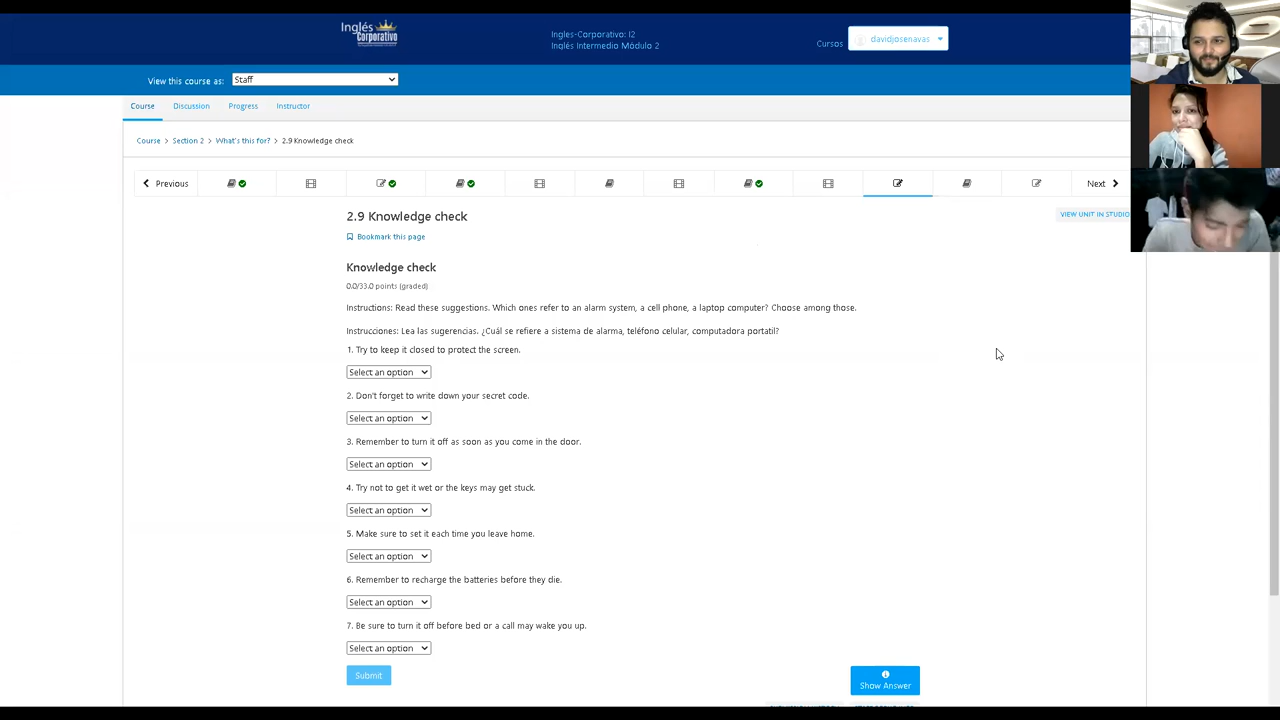 Inglés
Corporativo
Ingles-Corporativo: I2
Inglés Intermedio Módulo 2
Cursos
davidjosenavas
View this course as:
Staff
Course
Discussion
Progress
Instructor
Course > Section 2 > What's this for? > 2.9 Knowledge check
Previous
Next
2.9 Knowledge check
VIEW UNIT IN STUDIO
Bookmark this page
Knowledge check
0.0/33.0 points (graded)
Instructions: Read these suggestions. Which ones refer to an alarm system, a cell phone, a laptop computer? Choose among those.
Instrucciones: Lea las sugerencias. ¿Cuál se refiere a sistema de alarma, teléfono celular, computadora portatil?
1. Try to keep it closed to protect the screen.
Select an option
2. Don't forget to write down your secret code.
Select an option
3. Remember to turn it off as soon as you come in the door.
Select an option
4. Try not to get it wet or the keys may get stuck.
Select an option
5. Make sure to set it each time you leave home.
Select an option
6. Remember to recharge the batteries before they die.
Select an option
7. Be sure to turn it off before bed or a call may wake you up.
Select an option
Submit
Show Answer